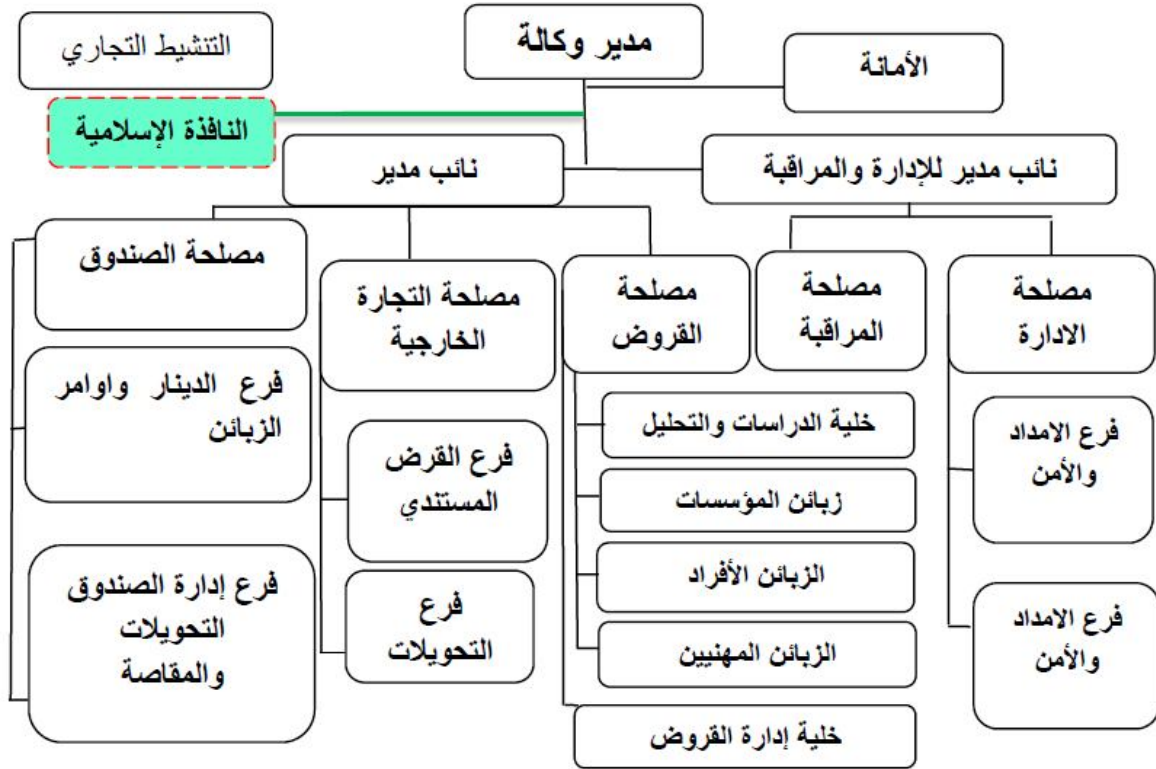 مدير وكالة
التنشيط التجاري
الأمانة
النافذة الإسلامية
نائب مدير للإدارة والمراقبة
نائب مدير
مصلحة
الادارة
مصلحة
المراقبة
مصلحة
القروض
مصلحة التجارة
الخارجية
مصلحة الصندوق
فرع الامداد
والأمن
فرع الامداد
والأمن
خلية الدراسات والتحليل
زبائن المؤسسات
الزبائن الأفراد
الزبائن المهنيين
خلية إدارة القروض
فرع القرض
المستندي
فرع
التحويلات
فرع الدينار واوامر
الزبائن
فرع إدارة الصندوق
التحويلات
والمقاصة